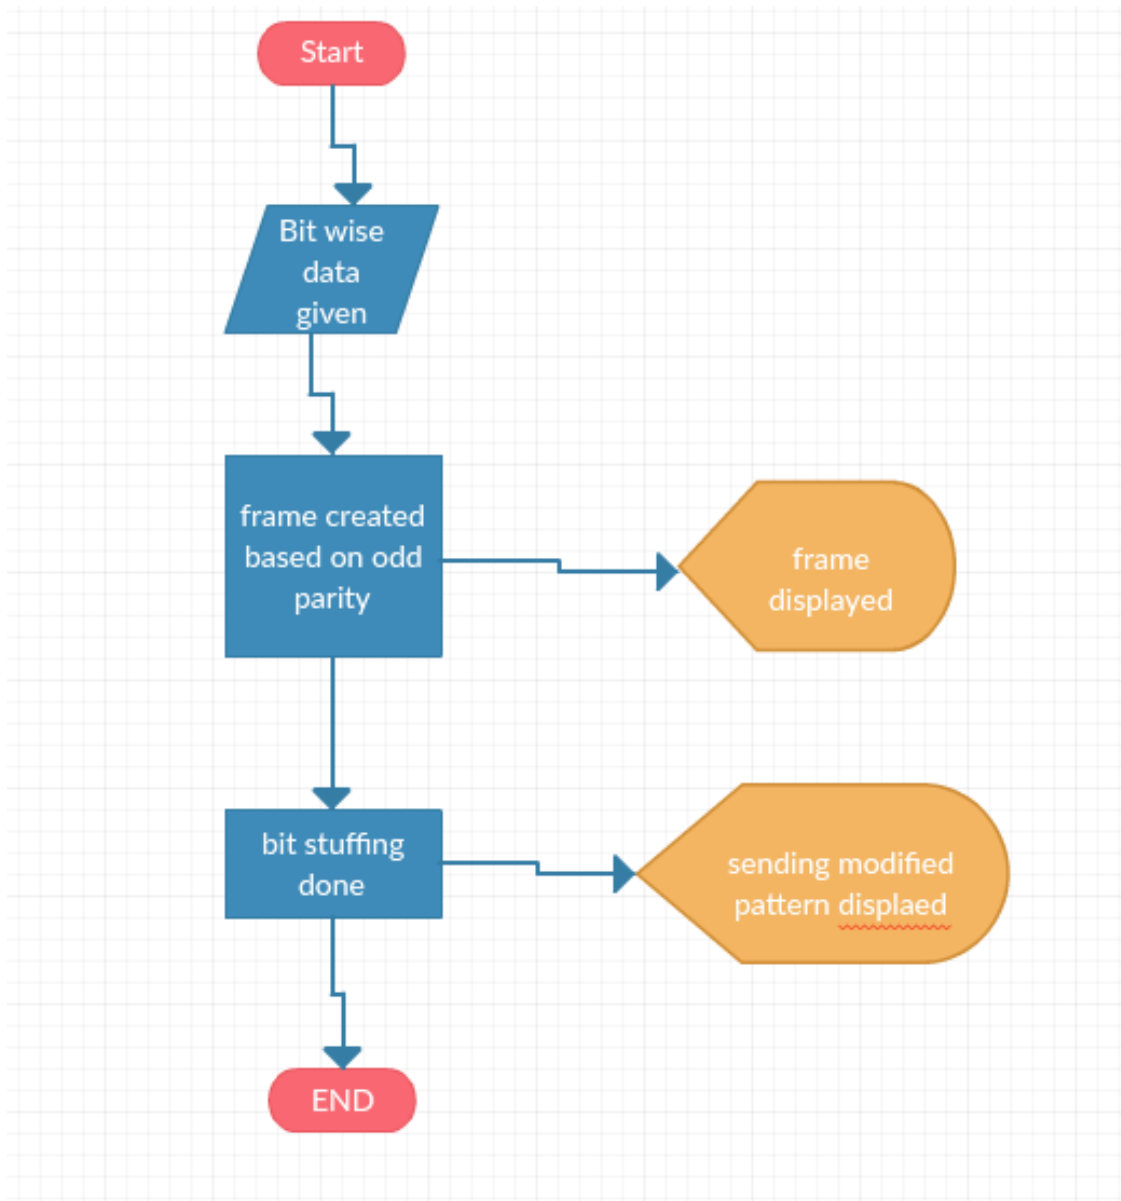 Start
Bit wise
data
given
frame created
based on odd
parity
frame
displayed
bit stuffing
done
sending modified
pattern displaed
END